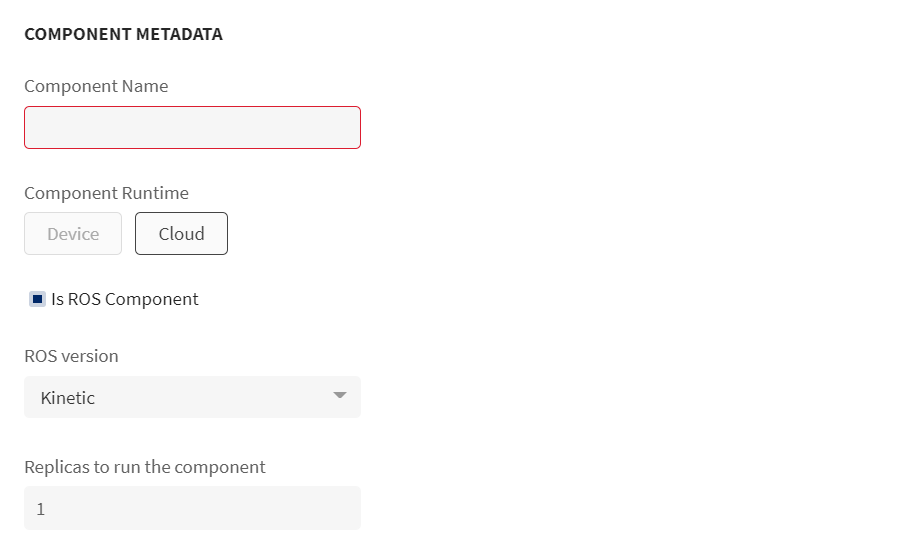 COMPONENT METADATA
Component Name
Component Runtime
Device
Cloud
Is ROS Component
ROS version
Kinetic
Replicas to run the component
1